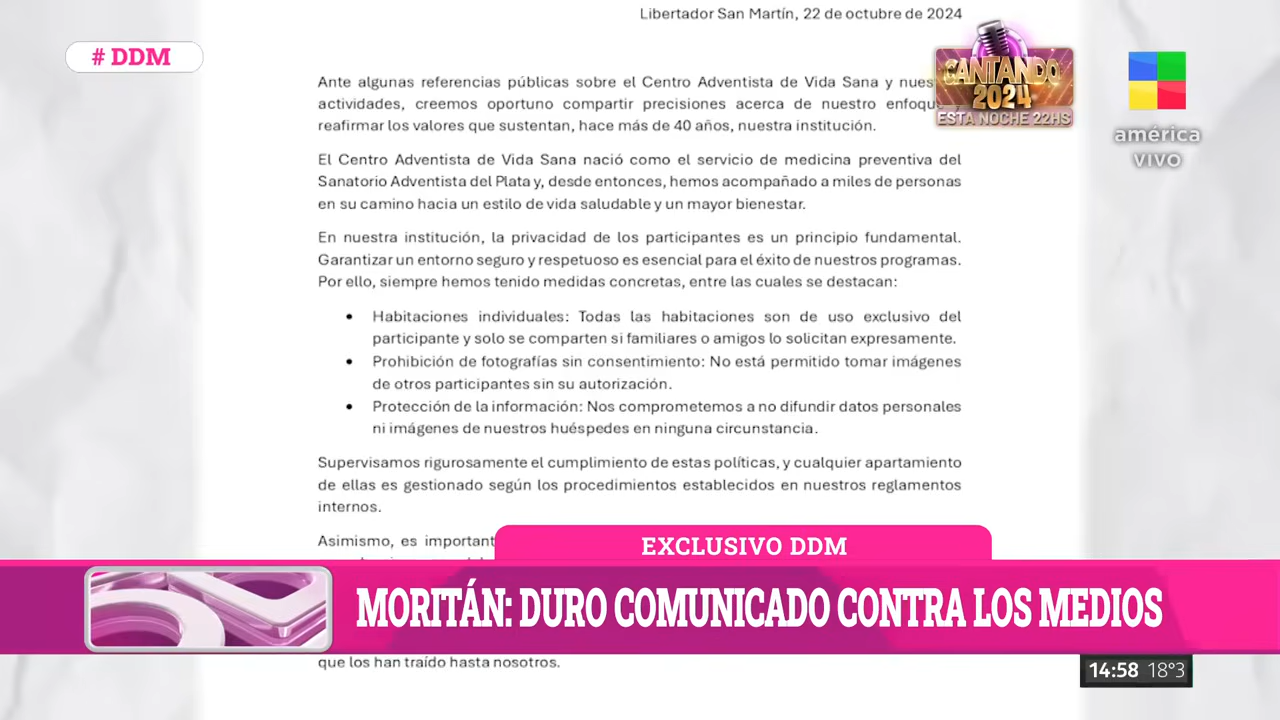 Libertador San Martín, 22 de octubre de 2024
# DDM
CANTANDO
2024
ESTA NOCHE 22HS
américa
VIVO
Ante algunas referencias públicas sobre el Centro Adventista de Vida Sana y
actividades, creemos oportuno compartir precisiones acerca de nuestro
reafirmar los valores que sustentan, hace más de 40 años, nuestra institución.
El Centro Adventista de Vida Sana nació como el servicio de medicina preventiva del
Sanatorio Adventista del Plata y, desde entonces, hemos acompañado a miles de personas
en su camino hacia un estilo de vida saludable y un mayor bienestar.
En nuestra institución, la privacidad de los participantes es un principio fundamental.
Garantizar un entorno seguro y respetuoso es esencial para el éxito de nuestros programas.
Por ello, siempre hemos tenido medidas concretas, entre las cuales se destacan:
• Habitaciones individuales: Todas las habitaciones son de uso exclusivo del
participante y solo se comparten si familiares o amigos lo solicitan expresamente.
• Prohibición de fotografías sin consentimiento: No está permitido tomar imágenes
de otros participantes sin su autorización.
• Protección de la información: Nos comprometemos a no difundir datos personales
ni imágenes de nuestros huéspedes en ninguna circunstancia.
Supervisamos rigurosamente el cumplimiento de estas políticas, y cualquier apartamiento
de ellas es gestionado según los procedimientos establecidos en nuestros reglamentos
internos.
Asimismo, es important
EXCLUSIVO DDM
MORITÁN: DURO COMUNICADO CONTRA LOS MEDIOS
que los han traído hasta nosotros.
14:58 18°3